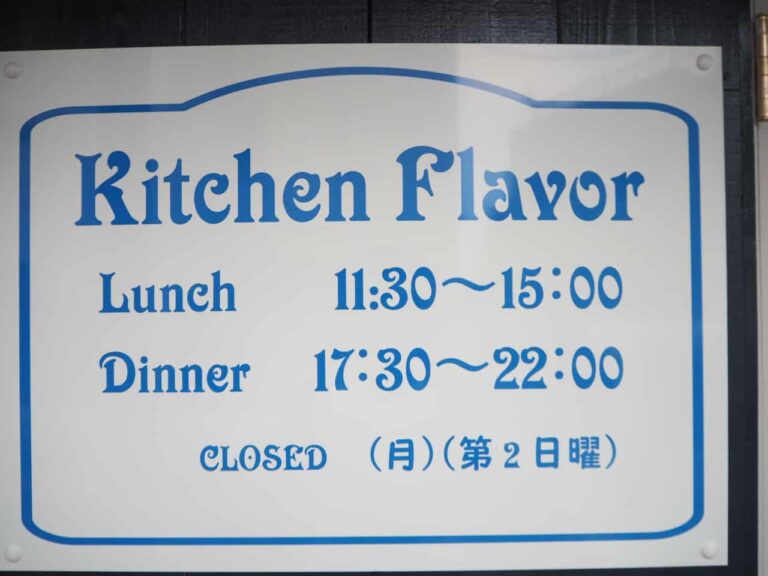 Kitchen Flavor
Lunch 11:30～15:00
Dinner 17:30～22:00
CLOSED (月)(第2日曜)